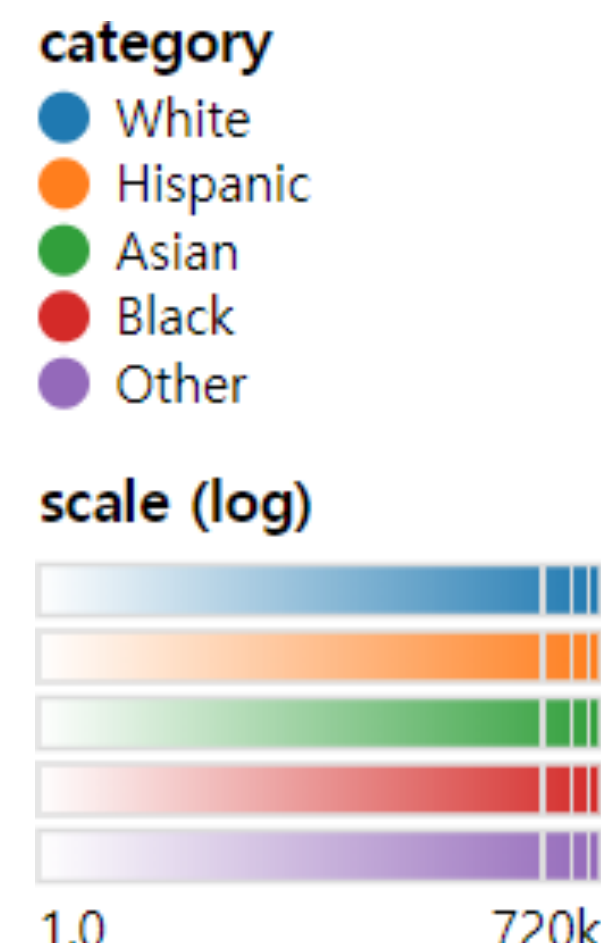 category
White
Hispanic
Asian
Black
Other
scale (log)
1.0 720k